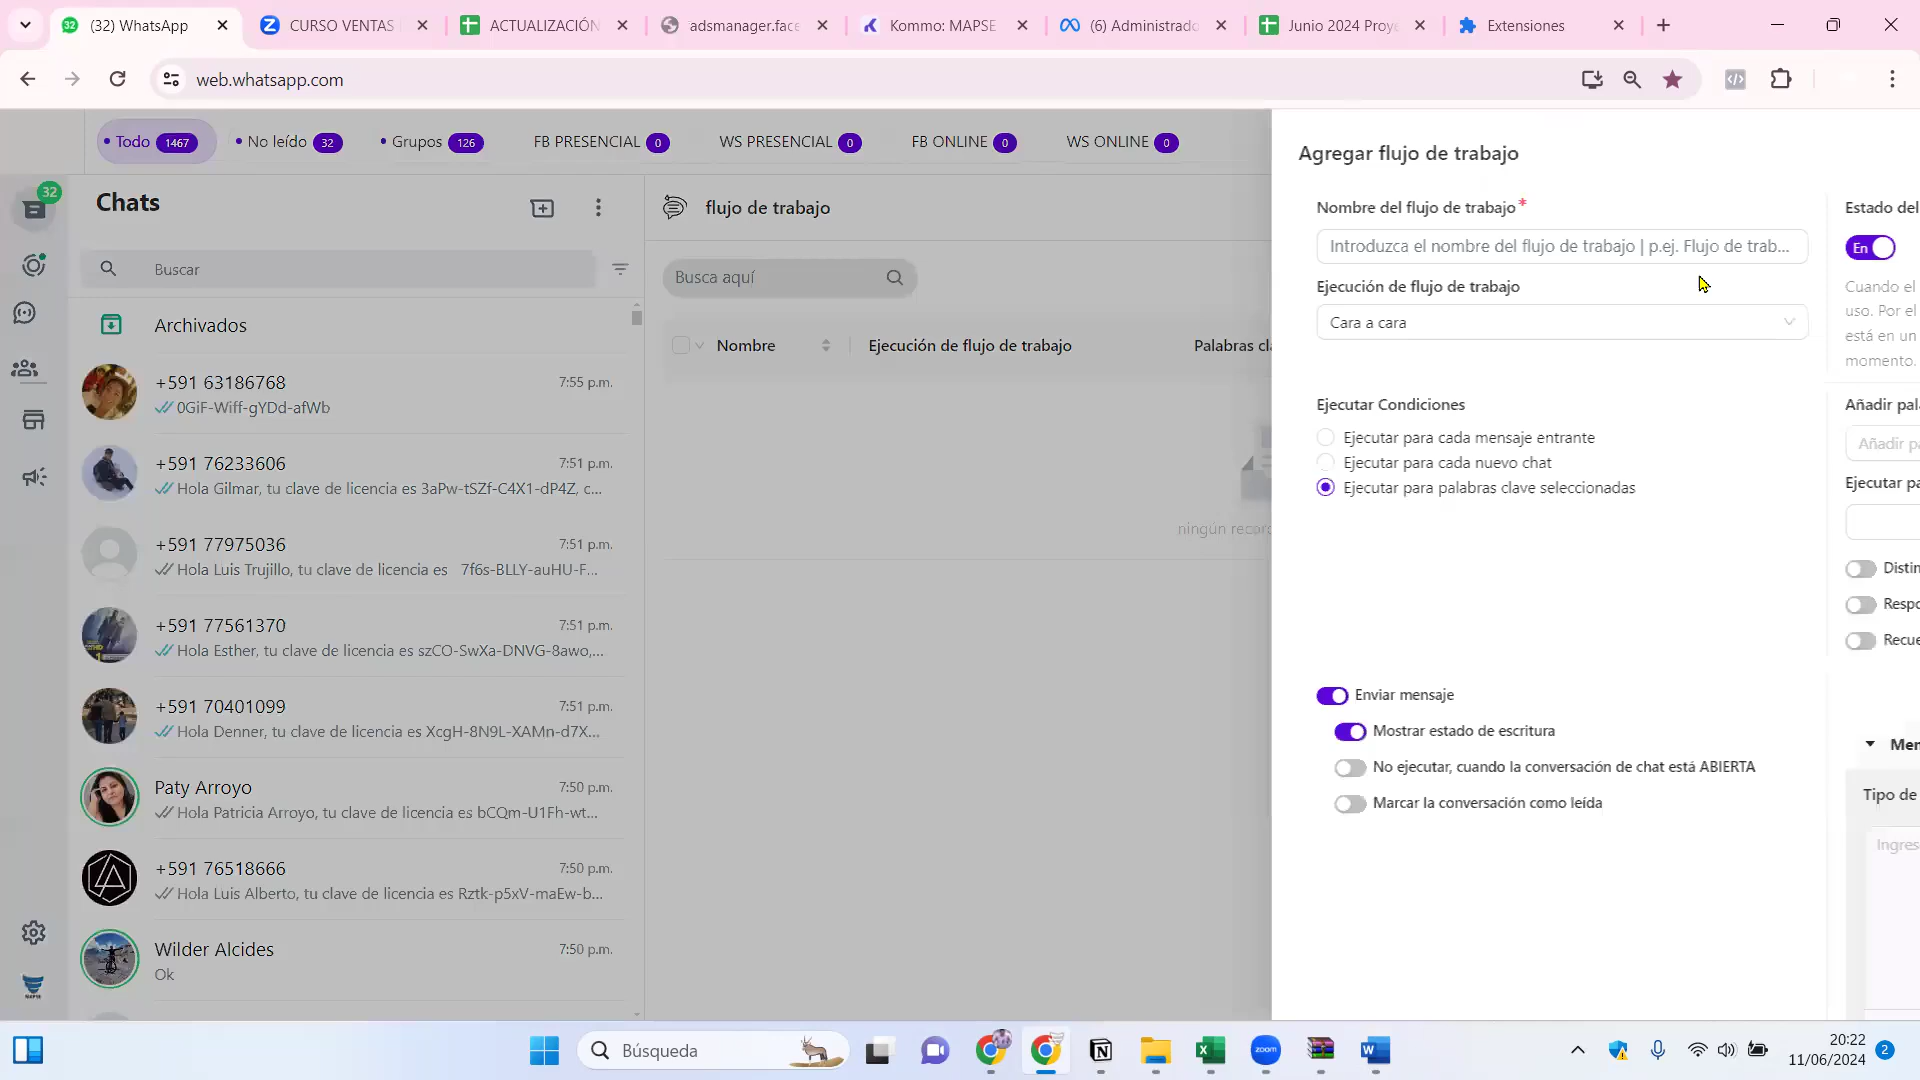 (32) WhatsApp
CURSO VENTAS
ACTUALIZACIÓN
adsmanager.face
Kommo: MAPSE
(6) Administrado
Junio 2024 Proye
Extensiones
web.whatsapp.com
Todo 1467
No leído 32
Grupos 126
FB PRESENCIAL 0
WS PRESENCIAL 0
FB ONLINE 0
WS ONLINE 0
32
Chats
Buscar
Archivados
+591 63186768 7:55 p.m.
0GiF-Wiff-gYDd-afWb
+591 76233606 7:51 p.m.
Hola Gilmar, tu clave de licencia es 3aPw-tSZf-C4X1-dP4Z, c...
+591 77975036 7:51 p.m.
Hola Luis Trujillo, tu clave de licencia es 7f6s-BLLY-auHU-F...
+591 77561370 7:51 p.m.
Hola Esther, tu clave de licencia es szCO-SwXa-DNVG-8awo,...
+591 70401099 7:51 p.m.
Hola Denner, tu clave de licencia es XcgH-8N9L-XAMn-d7X...
Paty Arroyo 7:50 p.m.
Hola Patricia Arroyo, tu clave de licencia es bCQm-U1Fh-wt...
+591 76518666 7:50 p.m.
Hola Luis Alberto, tu clave de licencia es Rztk-p5xV-maEw-b...
Wilder Alcides 7:50 p.m.
Ok
MAPSE
flujo de trabajo
Busca aquí
Nombre
Ejecución de flujo de trabajo
Palabras cl
ningún recor
Agregar flujo de trabajo
Nombre del flujo de trabajo*
Introduzca el nombre del flujo de trabajo | p.ej. Flujo de trab...
Ejecución de flujo de trabajo
Cara a cara
Ejecutar Condiciones
Ejecutar para cada mensaje entrante
Ejecutar para cada nuevo chat
Ejecutar para palabras clave seleccionadas
Enviar mensaje
Mostrar estado de escritura
No ejecutar, cuando la conversación de chat está ABIERTA
Marcar la conversación como leída
Estado del
En
Cuando el
uso. Por el
está en un
momento.
Añadir pal
Añadir pa
Ejecutar pa
Distin
Respo
Recue
Men
Tipo de
Ingres
Búsqueda
zoom
20:22
11/06/2024
2